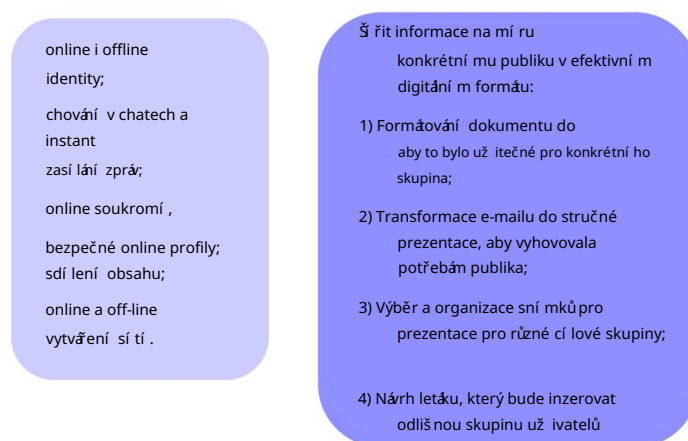 online i offline
identity;
chování v chatech a
instant
zasílání zpráv;
online soukromí,
bezpečné online profily;
sdílení obsahu;
online a off-line
vytváření sítí.
Šířit informace na míru
konkrétnímu publiku v efektivním
digitáním formátu:
1) Formátování dokumentu do
aby to bylo užitečné pro konkrétního
skupina;
2) Transformace e-mailu do stručné
prezentace, aby vyhovovala
potřebám publika;
3) Výběr a organizace snímků pro
prezentace pro různé cílové skupiny;
4) Návrh letáku, který bude inzerovat
odlišnou skupinu uživatelů